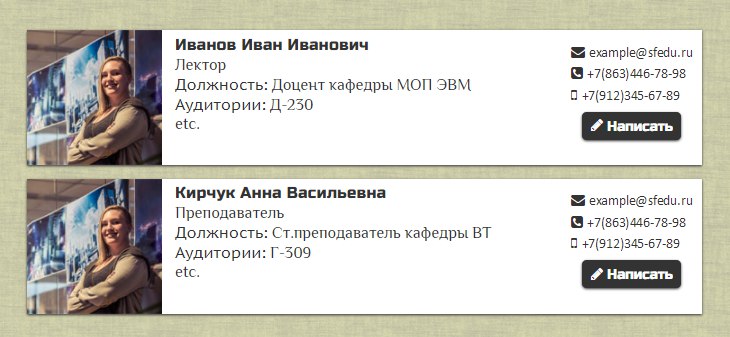 Иванов Иван Иванович
Лектор
Должность: Доцент кафедры МОП ЭВМ
Аудитории: Д-230
etc.
example@sfedu.ru
+7(863)446-78-98
+7(912)345-67-89
Написать
Кирчук Анна Васильевна
Преподаватель
Должность: Ст.преподаватель кафедры ВТ
Аудитории: Г-309
etc.
example@sfedu.ru
+7(863)446-78-98
+7(912)345-67-89
Написать